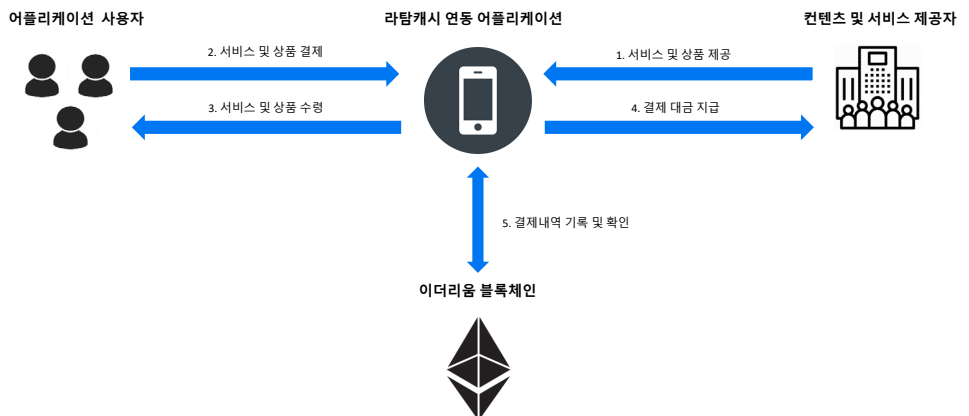 어플리케이션 사용자
라탐캐시 연동 어플리케이션
컨텐츠 및 서비스 제공자
2. 서비스 및 상품 결제
1. 서비스 및 상품 제공
3. 서비스 및 상품 수령
4. 결제 대금 지급
5. 결제내역 기록 및 확인
이더리움 블록체인